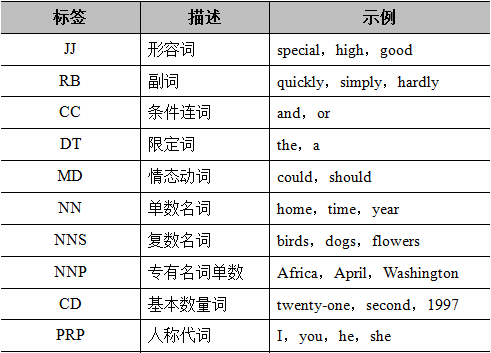 标签 描述 示例
JJ 形容词 special，high，good
RB 副词 quickly，simply，hardly
CC 条件连词 and，or
DT 限定词 the，a
MD 情态动词 could，should
NN 单数名词 home，time，year
NNS 复数名词 birds，dogs，flowers
NNP 专有名词单数 Africa，April，Washington
CD 基本数量词 twenty-one，second，1997
PRP 人称代词 I，you，he，she